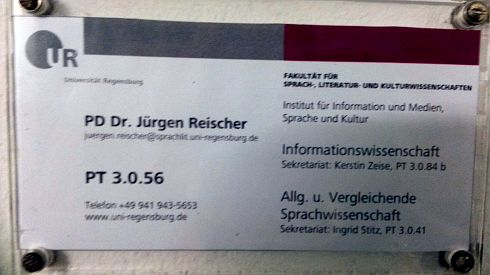 UR
Universität Regensburg
PD Dr. Jürgen Reischer
juergen.reischer@sprachlit.uni-regensburg.de
PT 3.0.56
Telefon +49 941 943-5653
www.uni-regensburg.de
FAKULTÄT FÜR
SPRACH-, LITERATUR- UND KULTURWISSENSCHAFTEN
Institut für Information und Medien,
Sprache und Kultur
Informationswissenschaft
Sekretariat: Kerstin Zeise, PT 3.0.84 b
Allg. u. Vergleichende
Sprachwissenschaft
Sekretariat: Ingrid Stitz, PT 3.0.41